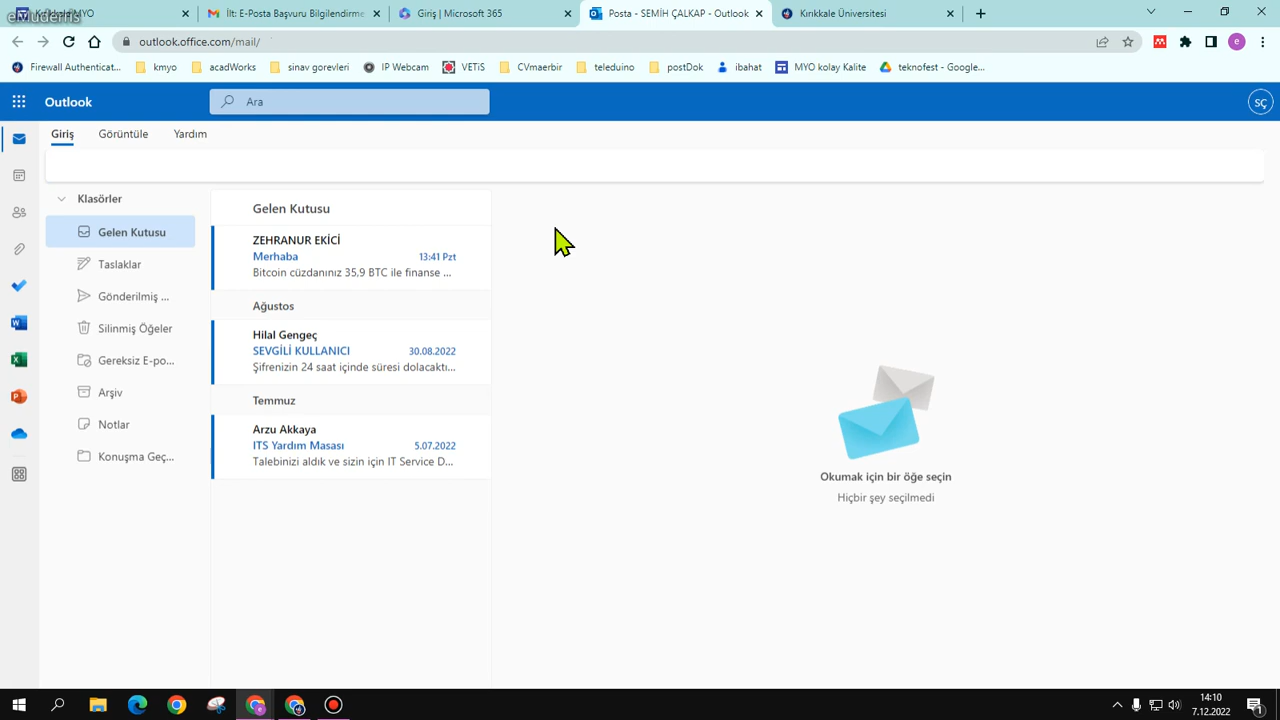 eMuderris
İlt: E-Posta Başvuru Bilgilendirme
Giriş | Microsoft 365
Posta - SEMİH ÇALKAP - Outlook
Kırıkkale Üniversitesi
outlook.office.com/mail/
Firewall Authenticat...
kmyo
acadWorks
sinav gorevleri
IP Webcam
VETiS
CVmaerbir
teleduino
postDok
ibahat
MYO kolay Kalite
teknofest - Google...
Outlook
Ara
SÇ
Giriş
Görüntüle
Yardım
Klasörler
Gelen Kutusu
Taslaklar
Gönderilmiş ...
Silinmiş Öğeler
Gereksiz E-po...
Arşiv
Notlar
Konuşma Geç...
Gelen Kutusu
ZEHRANUR EKİCİ
Merhaba 13:41 Pzt
Bitcoin cüzdanınız 35,9 BTC ile finanse ...
Ağustos
Hilal Gengeç
SEVGİLİ KULLANICI 30.08.2022
Şifrenizin 24 saat içinde süresi dolacaktı...
Temmuz
Arzu Akkaya
ITS Yardım Masası 5.07.2022
Talebinizi aldık ve sizin için IT Service D...
Okumak için bir öğe seçin
Hiçbir şey seçilmedi
14:10
7.12.2022